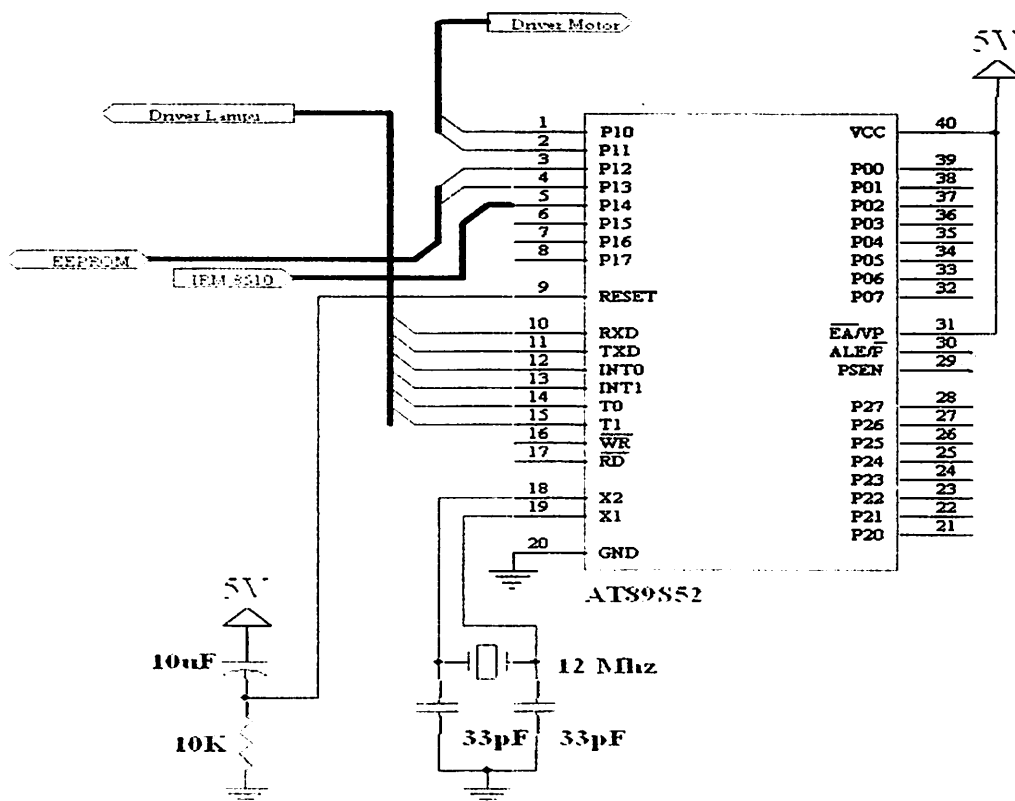 Driver Motor
5V
Driver Lampu
1 P10
2 P11
3 P12
4 P13
5 P14
6 P15
7 P16
8 P17
9 RESET
10 RXD
11 TXD
12 INT0
13 INT1
14 T0
15 T1
16 WR
17 RD
18 X2
19 X1
20 GND
VCC 40
P00 39
P01 38
P02 37
P03 36
P04 35
P05 34
P06 33
P07 32
EA/VP 31
ALE/P 30
PSEN 29
P27 28
P26 27
P25 26
P24 25
P23 24
P22 23
P21 22
P20 21
EEPROM
IRM 8510
AT89S52
5V
10uF
10K
12 Mhz
33pF 33pF